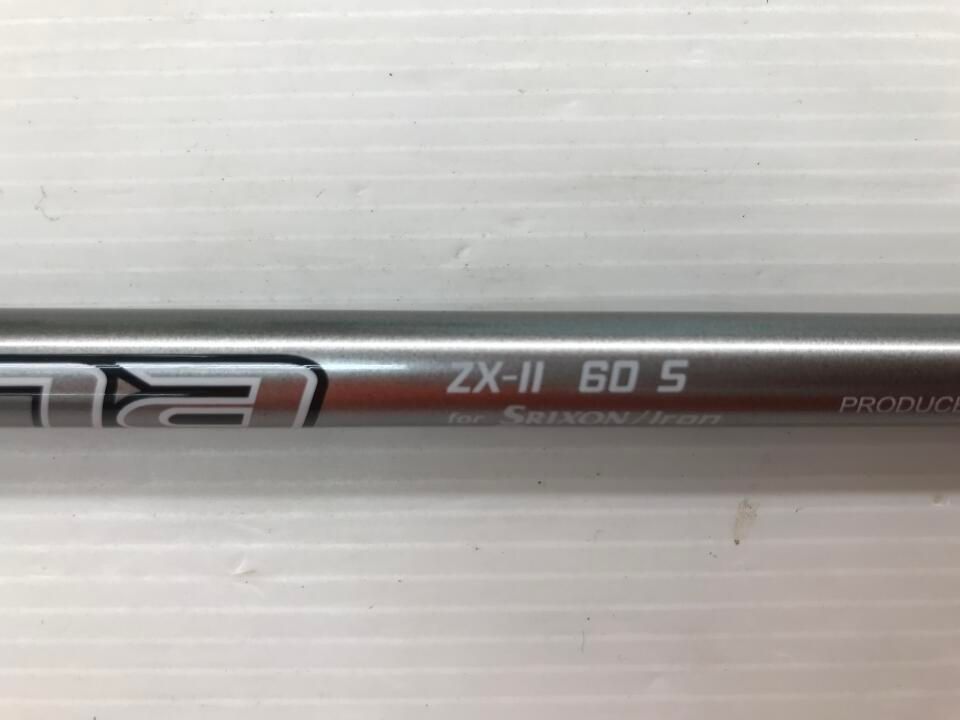 ZX-II 60 S
for SRIXON/Iron
PRODUCE